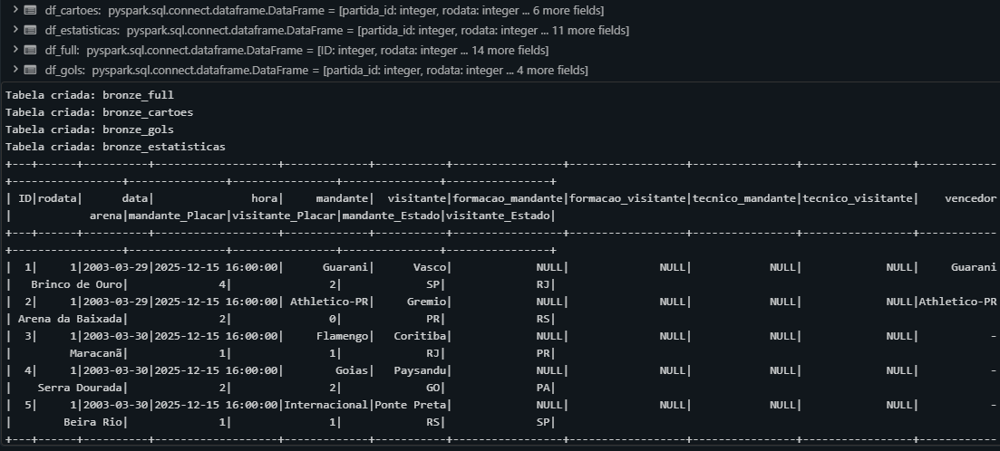 df_cartoes: pyspark.sql.connect.dataframe.DataFrame = [partida_id: integer, rodata: integer ... 6 more fields]
df_estatisticas: pyspark.sql.connect.dataframe.DataFrame = [partida_id: integer, rodata: integer ... 11 more fields]
df_full: pyspark.sql.connect.dataframe.DataFrame = [ID: integer, rodata: integer ... 14 more fields]
df_gols: pyspark.sql.connect.dataframe.DataFrame = [partida_id: integer, rodata: integer ... 4 more fields]
Tabela criada: bronze_full
Tabela criada: bronze_cartoes
Tabela criada: bronze_gols
Tabela criada: bronze_estatisticas
+---+------+----------+-------------------+-------------+-----------+-----------------+------------------+----------------+-----------------+------------
+-----------------+---------------+---------------+----------------+
| ID|rodata|      data|               hora|     mandante|  visitante|formacao_mandante|formacao_visitante|tecnico_mandante|tecnico_visitante|    vencedor
|            arena|mandante_Placar|visitante_Placar|mandante_Estado|visitante_Estado|
+---+------+----------+-------------------+-------------+-----------+-----------------+------------------+----------------+-----------------+------------
+-----------------+---------------+---------------+----------------+
|  1|     1|2003-03-29|2025-12-15 16:00:00|      Guarani|      Vasco|             NULL|              NULL|            NULL|             NULL|     Guarani
|   Brinco de Ouro|              4|               2|             SP|              RJ|
|  2|     1|2003-03-29|2025-12-15 16:00:00| Athletico-PR|     Gremio|             NULL|              NULL|            NULL|             NULL|Athletico-PR
| Arena da Baixada|              2|               0|             PR|              RS|
|  3|     1|2003-03-30|2025-12-15 16:00:00|     Flamengo|   Coritiba|             NULL|              NULL|            NULL|             NULL|           -
|         Maracanã|              1|               1|             RJ|              PR|
|  4|     1|2003-03-30|2025-12-15 16:00:00|        Goias|   Paysandu|             NULL|              NULL|            NULL|             NULL|           -
|    Serra Dourada|              2|               2|             GO|              PA|
|  5|     1|2003-03-30|2025-12-15 16:00:00|Internacional|Ponte Preta|             NULL|              NULL|            NULL|             NULL|           -
|        Beira Rio|              1|               1|             RS|              SP|
+---+------+----------+-------------------+-------------+-----------+-----------------+------------------+----------------+-----------------+------------